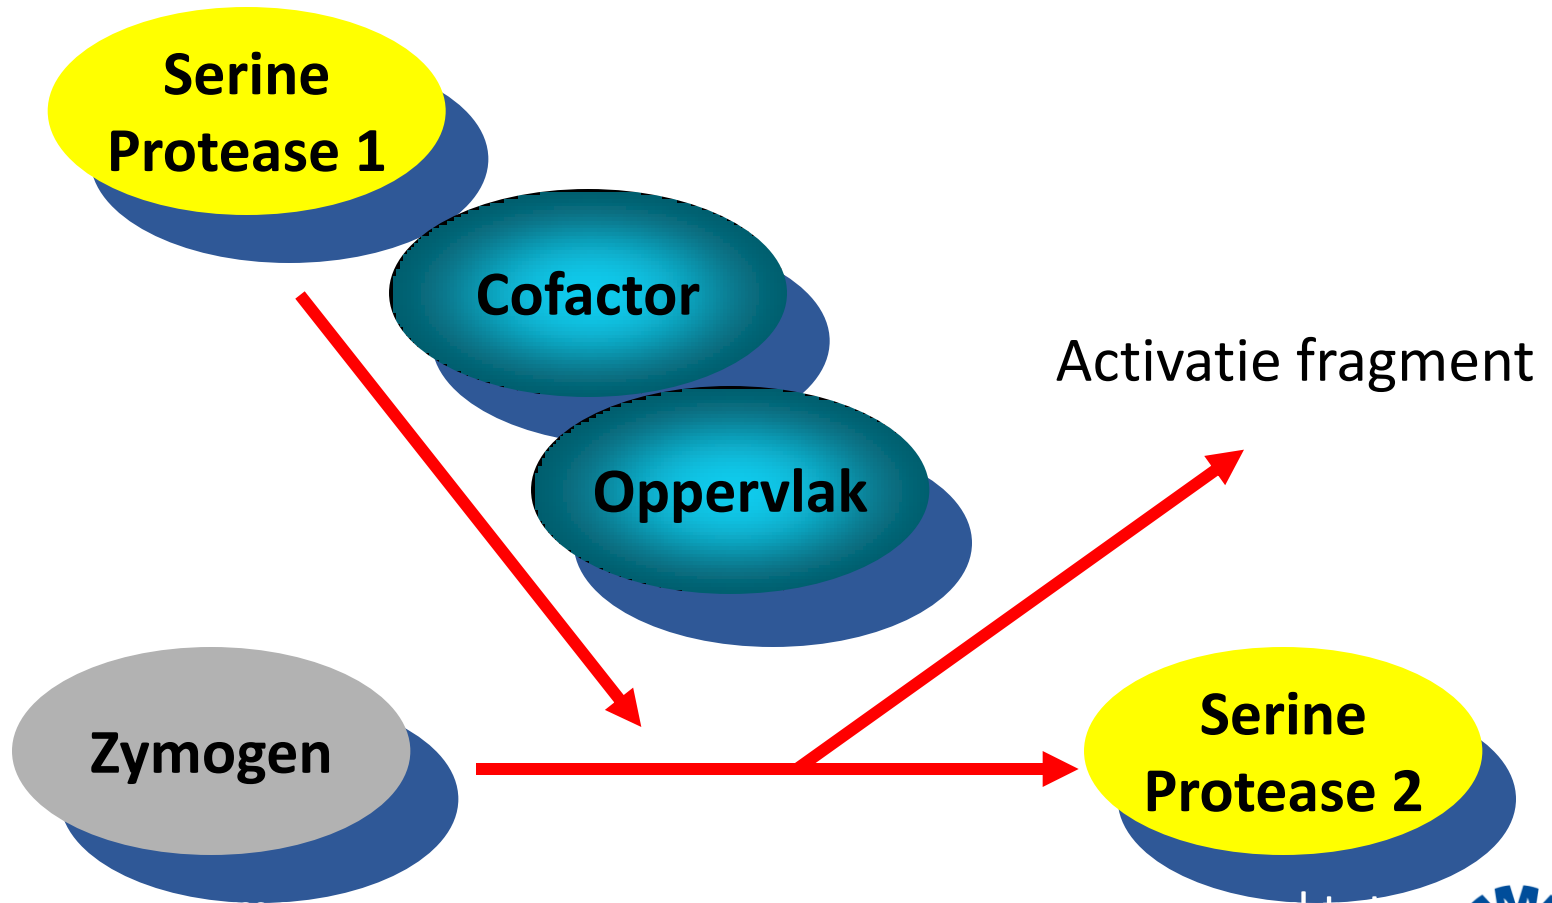 Serine
Protease 1
Cofactor
Activatie fragment
Oppervlak
Zymogen
Serine
Protease 2